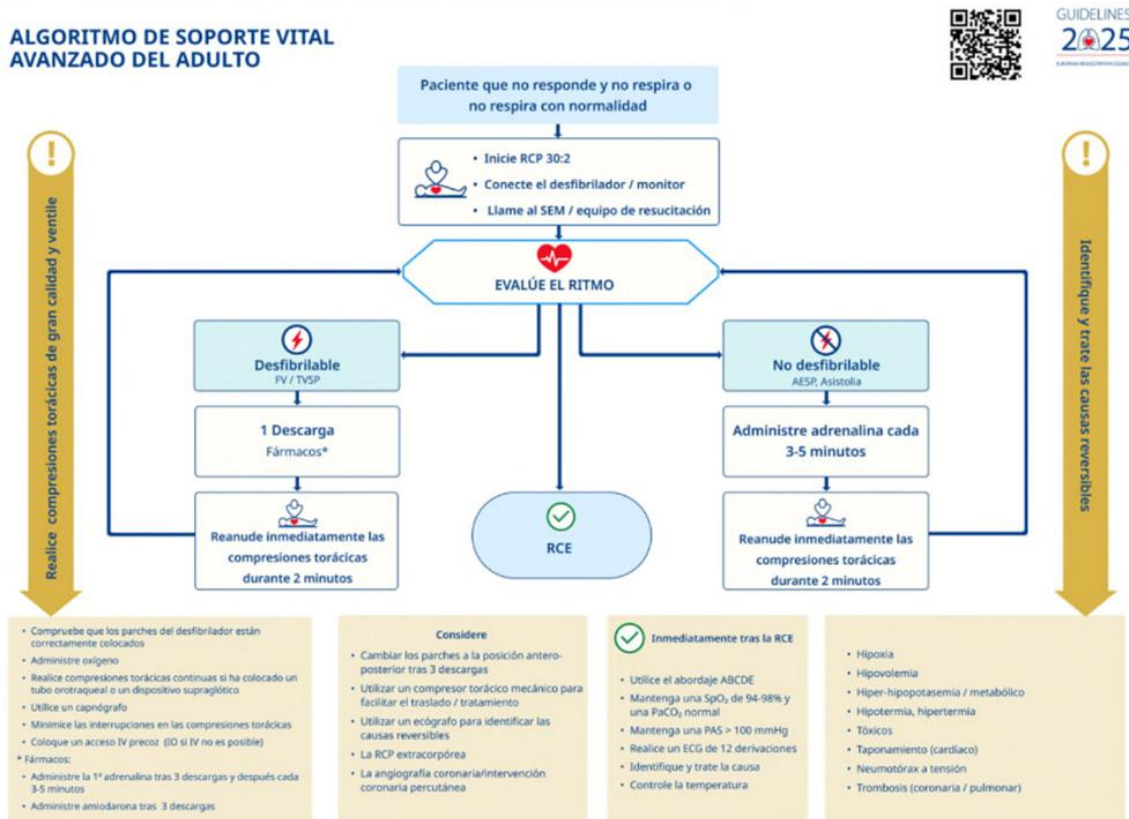 ALGORITMO DE SOPORTE VITAL
AVANZADO DEL ADULTO
GUIDELINES
2025
EUROPEAN RESUSCITATION COUNCIL
Paciente que no responde y no respira o
no respira con normalidad
• Inicie RCP 30:2
• Conecte el desfibrilador / monitor
• Llame al SEM / equipo de resucitación
EVALÚE EL RITMO
!
Realice compresiones torácicas de gran calidad y ventile
Desfibrilable
FV / TVSP
1 Descarga
Fármacos*
Reanude inmediatamente las
compresiones torácicas
durante 2 minutos
RCE
No desfibrilable
AESP, Asistolia
Administre adrenalina cada
3-5 minutos
Reanude inmediatamente las
compresiones torácicas
durante 2 minutos
!
Identifique y trate las causas reversibles
• Compruebe que los parches del desfibrilador están
correctamente colocados
• Administre oxígeno
• Realice compresiones torácicas continuas si ha colocado un
tubo orotraqueal o un dispositivo supraglótico
• Utilice un capnógrafo
• Minimice las interrupciones en las compresiones torácicas
• Coloque un acceso IV precoz (IO si IV no es posible)
* Fármacos:
• Administre la 1ª adrenalina tras 3 descargas y después cada
3-5 minutos
• Administre amiodarona tras 3 descargas
Considere
• Cambiar los parches a la posición antero-
posterior tras 3 descargas
• Utilizar un compresor torácico mecánico para
facilitar el traslado / tratamiento
• Utilizar un ecógrafo para identificar las
causas reversibles
• La RCP extracorpórea
• La angiografía coronaria/intervención
coronaria percutánea
Inmediatamente tras la RCE
• Utilice el abordaje ABCDE
• Mantenga una SpO₂ de 94-98% y
una PaCO₂ normal
• Mantenga una PAS > 100 mmHg
• Realice un ECG de 12 derivaciones
• Identifique y trate la causa
• Controle la temperatura
• Hipoxia
• Hipovolemia
• Hiper-hipopotasemia / metabólico
• Hipotermia, hipertermia
• Tóxicos
• Taponamiento (cardíaco)
• Neumotórax a tensión
• Trombosis (coronaria / pulmonar)